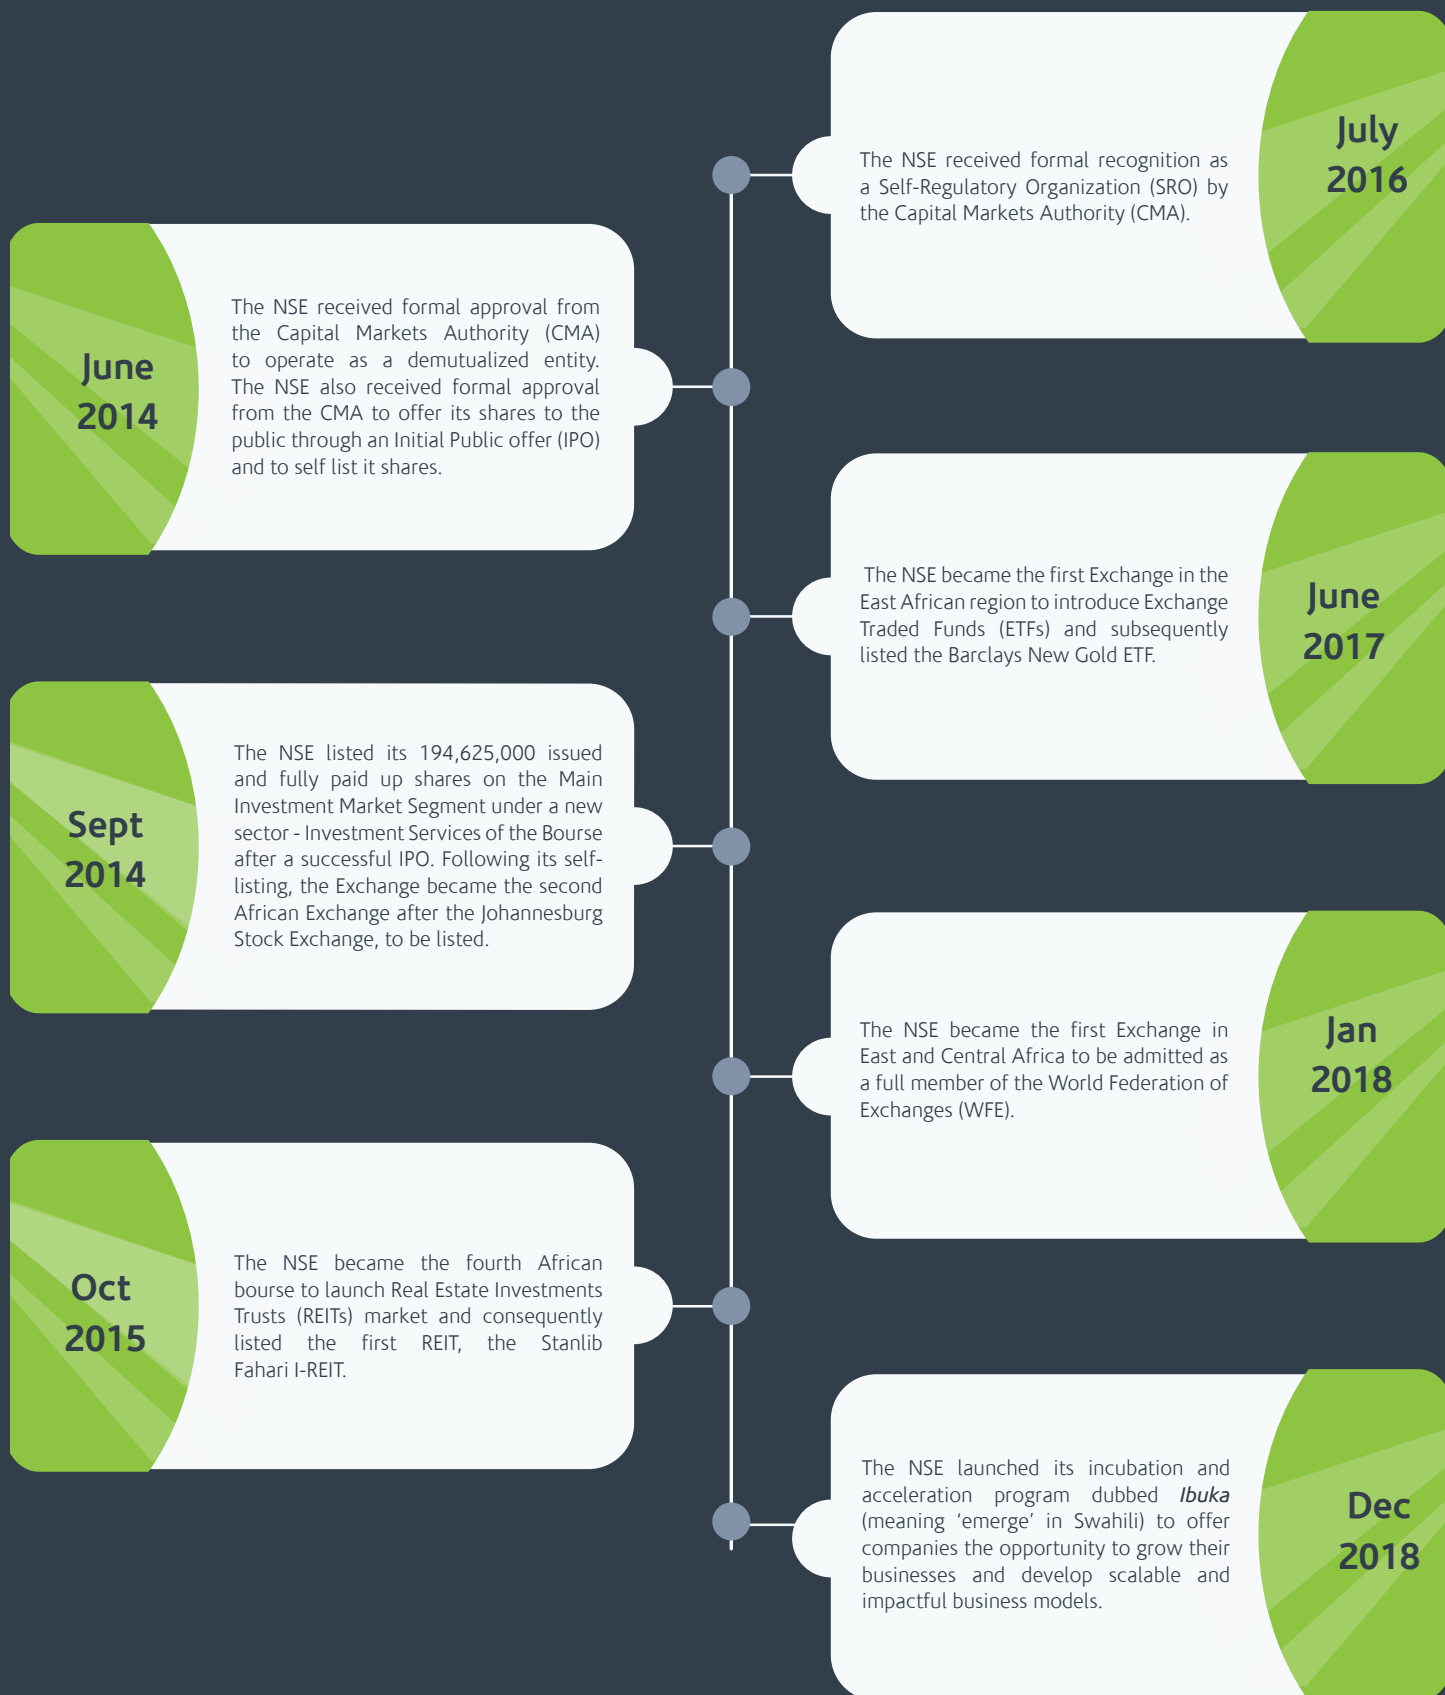 June
2014
The NSE received formal approval from
the Capital Markets Authority (CMA)
to operate as a demutualized entity.
The NSE also received formal approval
from the CMA to offer its shares to the
public through an Initial Public offer (IPO)
and to self list it shares.
Sept
2014
The NSE listed its 194,625,000 issued
and fully paid up shares on the Main
Investment Market Segment under a new
sector - Investment Services of the Bourse
after a successful IPO. Following its self-
listing, the Exchange became the second
African Exchange after the Johannesburg
Stock Exchange, to be listed.
Oct
2015
The NSE became the fourth African
bourse to launch Real Estate Investments
Trusts (REITs) market and consequently
listed the first REIT, the Stanlib
Fahari I-REIT.
July
2016
The NSE received formal recognition as
a Self-Regulatory Organization (SRO) by
the Capital Markets Authority (CMA).
June
2017
The NSE became the first Exchange in the
East African region to introduce Exchange
Traded Funds (ETFs) and subsequently
listed the Barclays New Gold ETF.
Jan
2018
The NSE became the first Exchange in
East and Central Africa to be admitted as
a full member of the World Federation of
Exchanges (WFE).
Dec
2018
The NSE launched its incubation and
acceleration program dubbed Ibuka
(meaning ‘emerge’ in Swahili) to offer
companies the opportunity to grow their
businesses and develop scalable and
impactful business models.